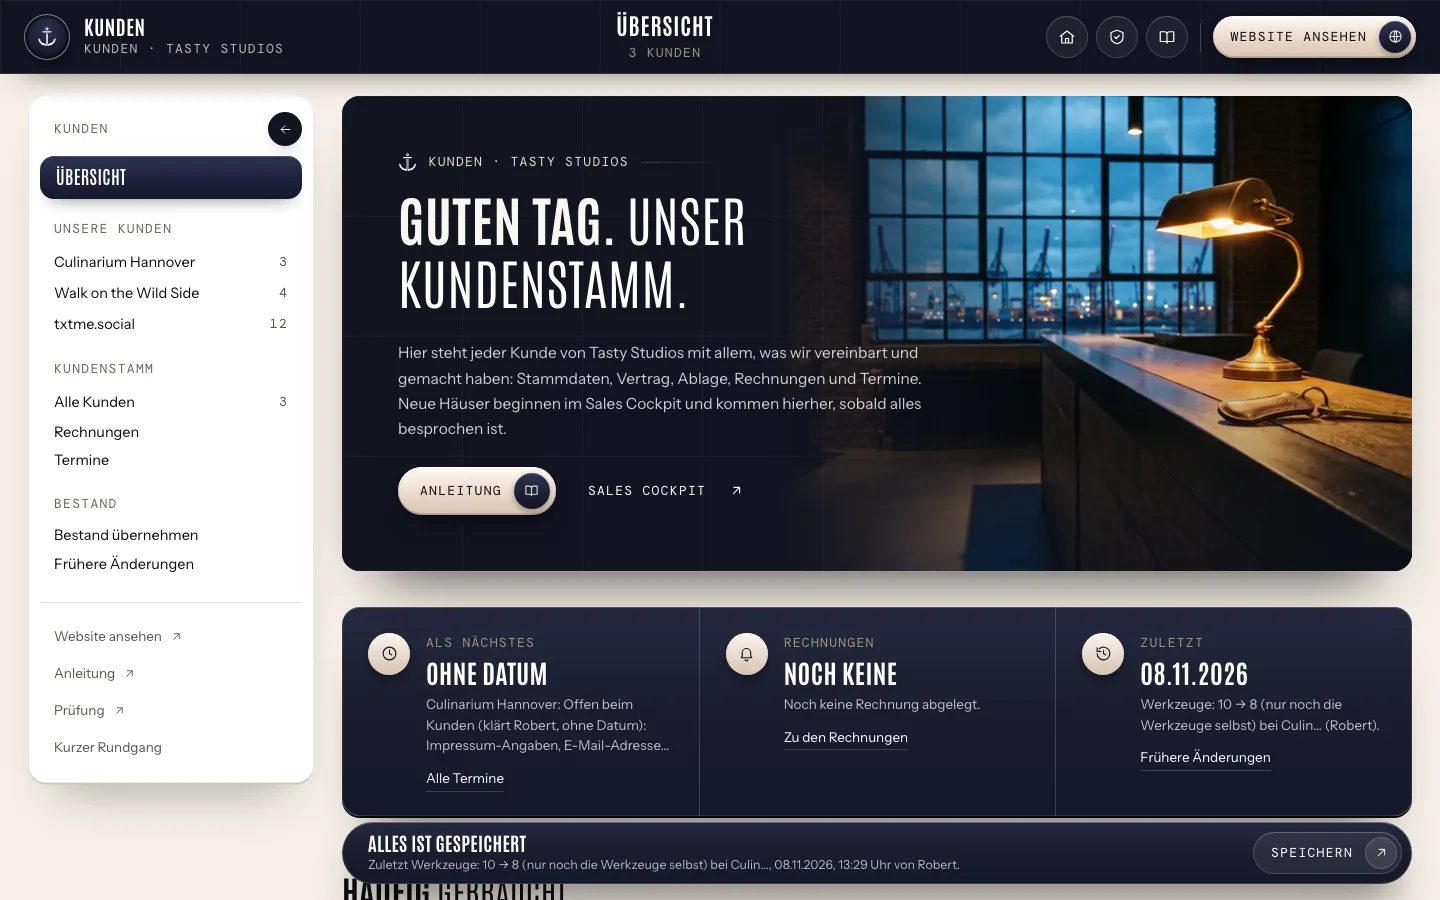 KUNDEN
KUNDEN · TASTY STUDIOS
ÜBERSICHT
3 KUNDEN
WEBSITE ANSEHEN
KUNDEN
ÜBERSICHT
UNSERE KUNDEN
Culinarium Hannover 3
Walk on the Wild Side 4
txtme.social 12
KUNDENSTAMM
Alle Kunden 3
Rechnungen
Termine
BESTAND
Bestand übernehmen
Frühere Änderungen
Website ansehen
Anleitung
Prüfung
Kurzer Rundgang
KUNDEN · TASTY STUDIOS
GUTEN TAG. UNSER
KUNDENSTAMM.
Hier steht jeder Kunde von Tasty Studios mit allem, was wir vereinbart und
gemacht haben: Stammdaten, Vertrag, Ablage, Rechnungen und Termine.
Neue Häuser beginnen im Sales Cockpit und kommen hierher, sobald alles
besprochen ist.
ANLEITUNG
SALES COCKPIT
ALS NÄCHSTES
OHNE DATUM
Culinarium Hannover: Offen beim
Kunden (klärt Robert, ohne Datum):
Impressum-Angaben, E-Mail-Adresse…
Alle Termine
RECHNUNGEN
NOCH KEINE
Noch keine Rechnung abgelegt.
Zu den Rechnungen
ZULETZT
08.11.2026
Werkzeuge: 10 → 8 (nur noch die
Werkzeuge selbst) bei Culin… (Robert).
Frühere Änderungen
ALLES IST GESPEICHERT
Zuletzt Werkzeuge: 10 → 8 (nur noch die Werkzeuge selbst) bei Culin…, 08.11.2026, 13:29 Uhr von Robert.
SPEICHERN
HÄUFIG GEBRAUCHT